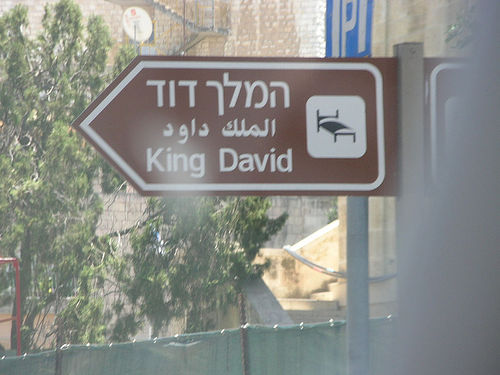 המלך דוד
الملك داود
King David